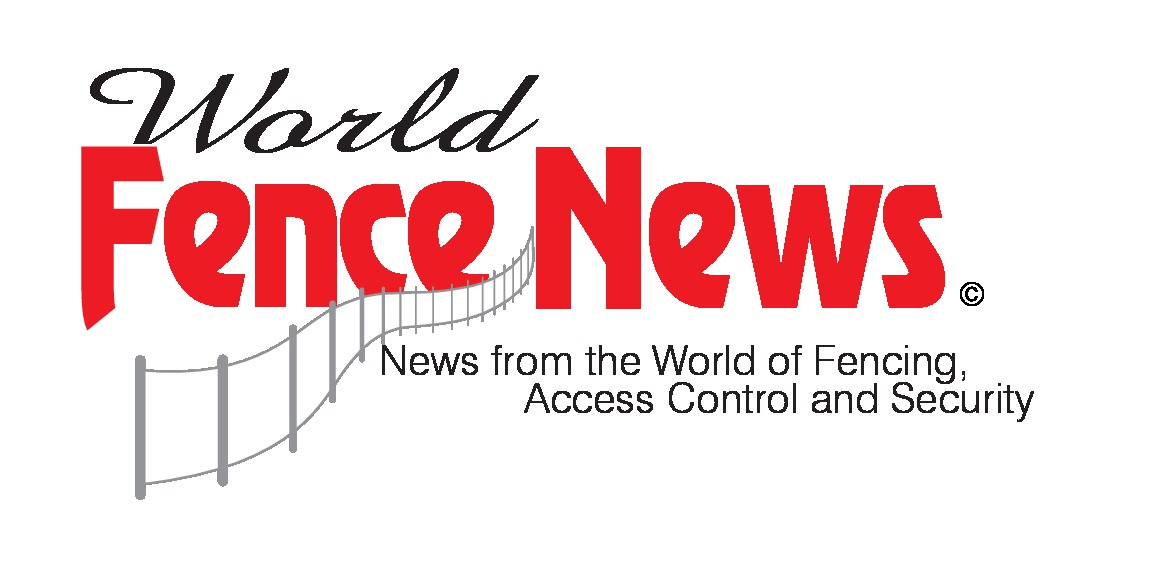 World
Fence News ©
News from the World of Fencing,
Access Control and Security